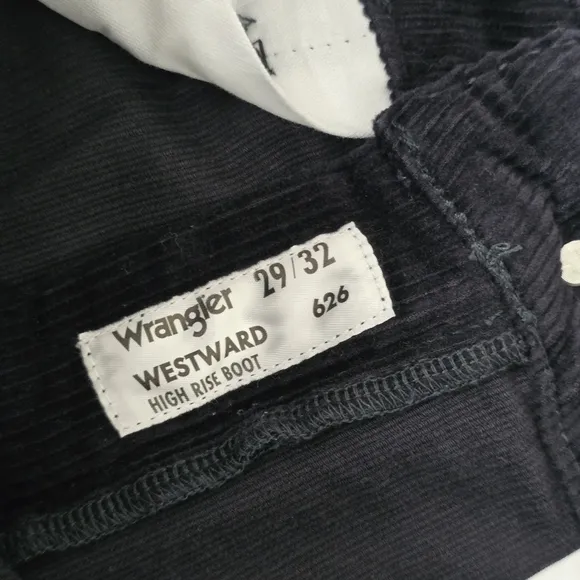 Wrangler 29/32
WESTWARD 626
HIGH RISE BOOT